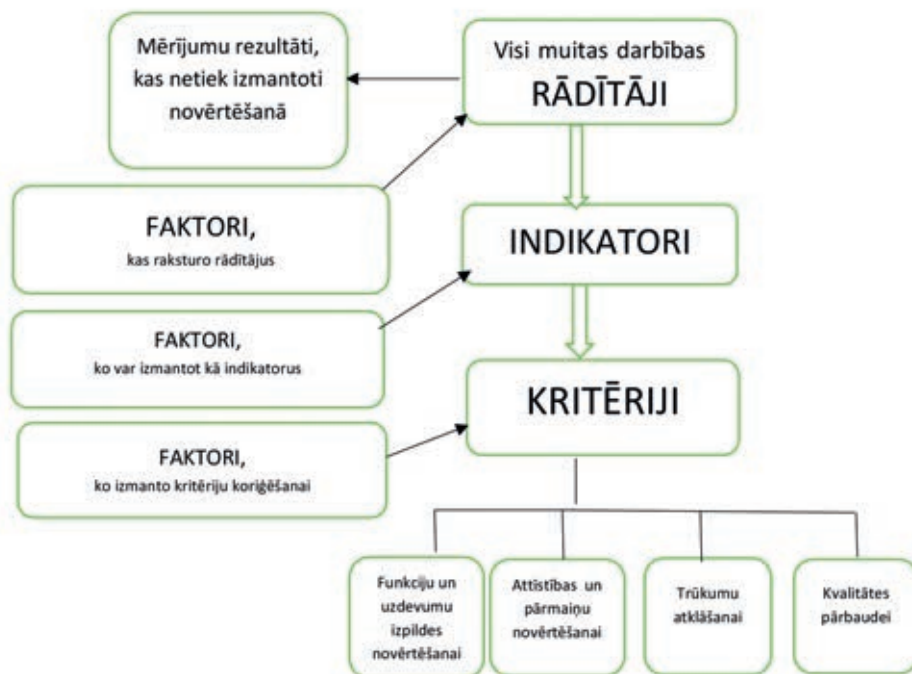 Mērījumu rezultāti,
kas netiek izmantoti
novērtēšanā
Visi muitas darbības
RĀDĪTĀJI
FAKTORI,
kas raksturo rādītājus
INDIKATORI
FAKTORI,
ko var izmantot kā indikatorus
KRITĒRIJI
FAKTORI,
ko izmanto kritēriju koriģēšanai
Funkciju un
uzdevumu
izpildes
novērtēšanai
Attīstības un
pārmaiņu
novērtēšanai
Trūkumu
atklāšanai
Kvalitātes
pārbaudei